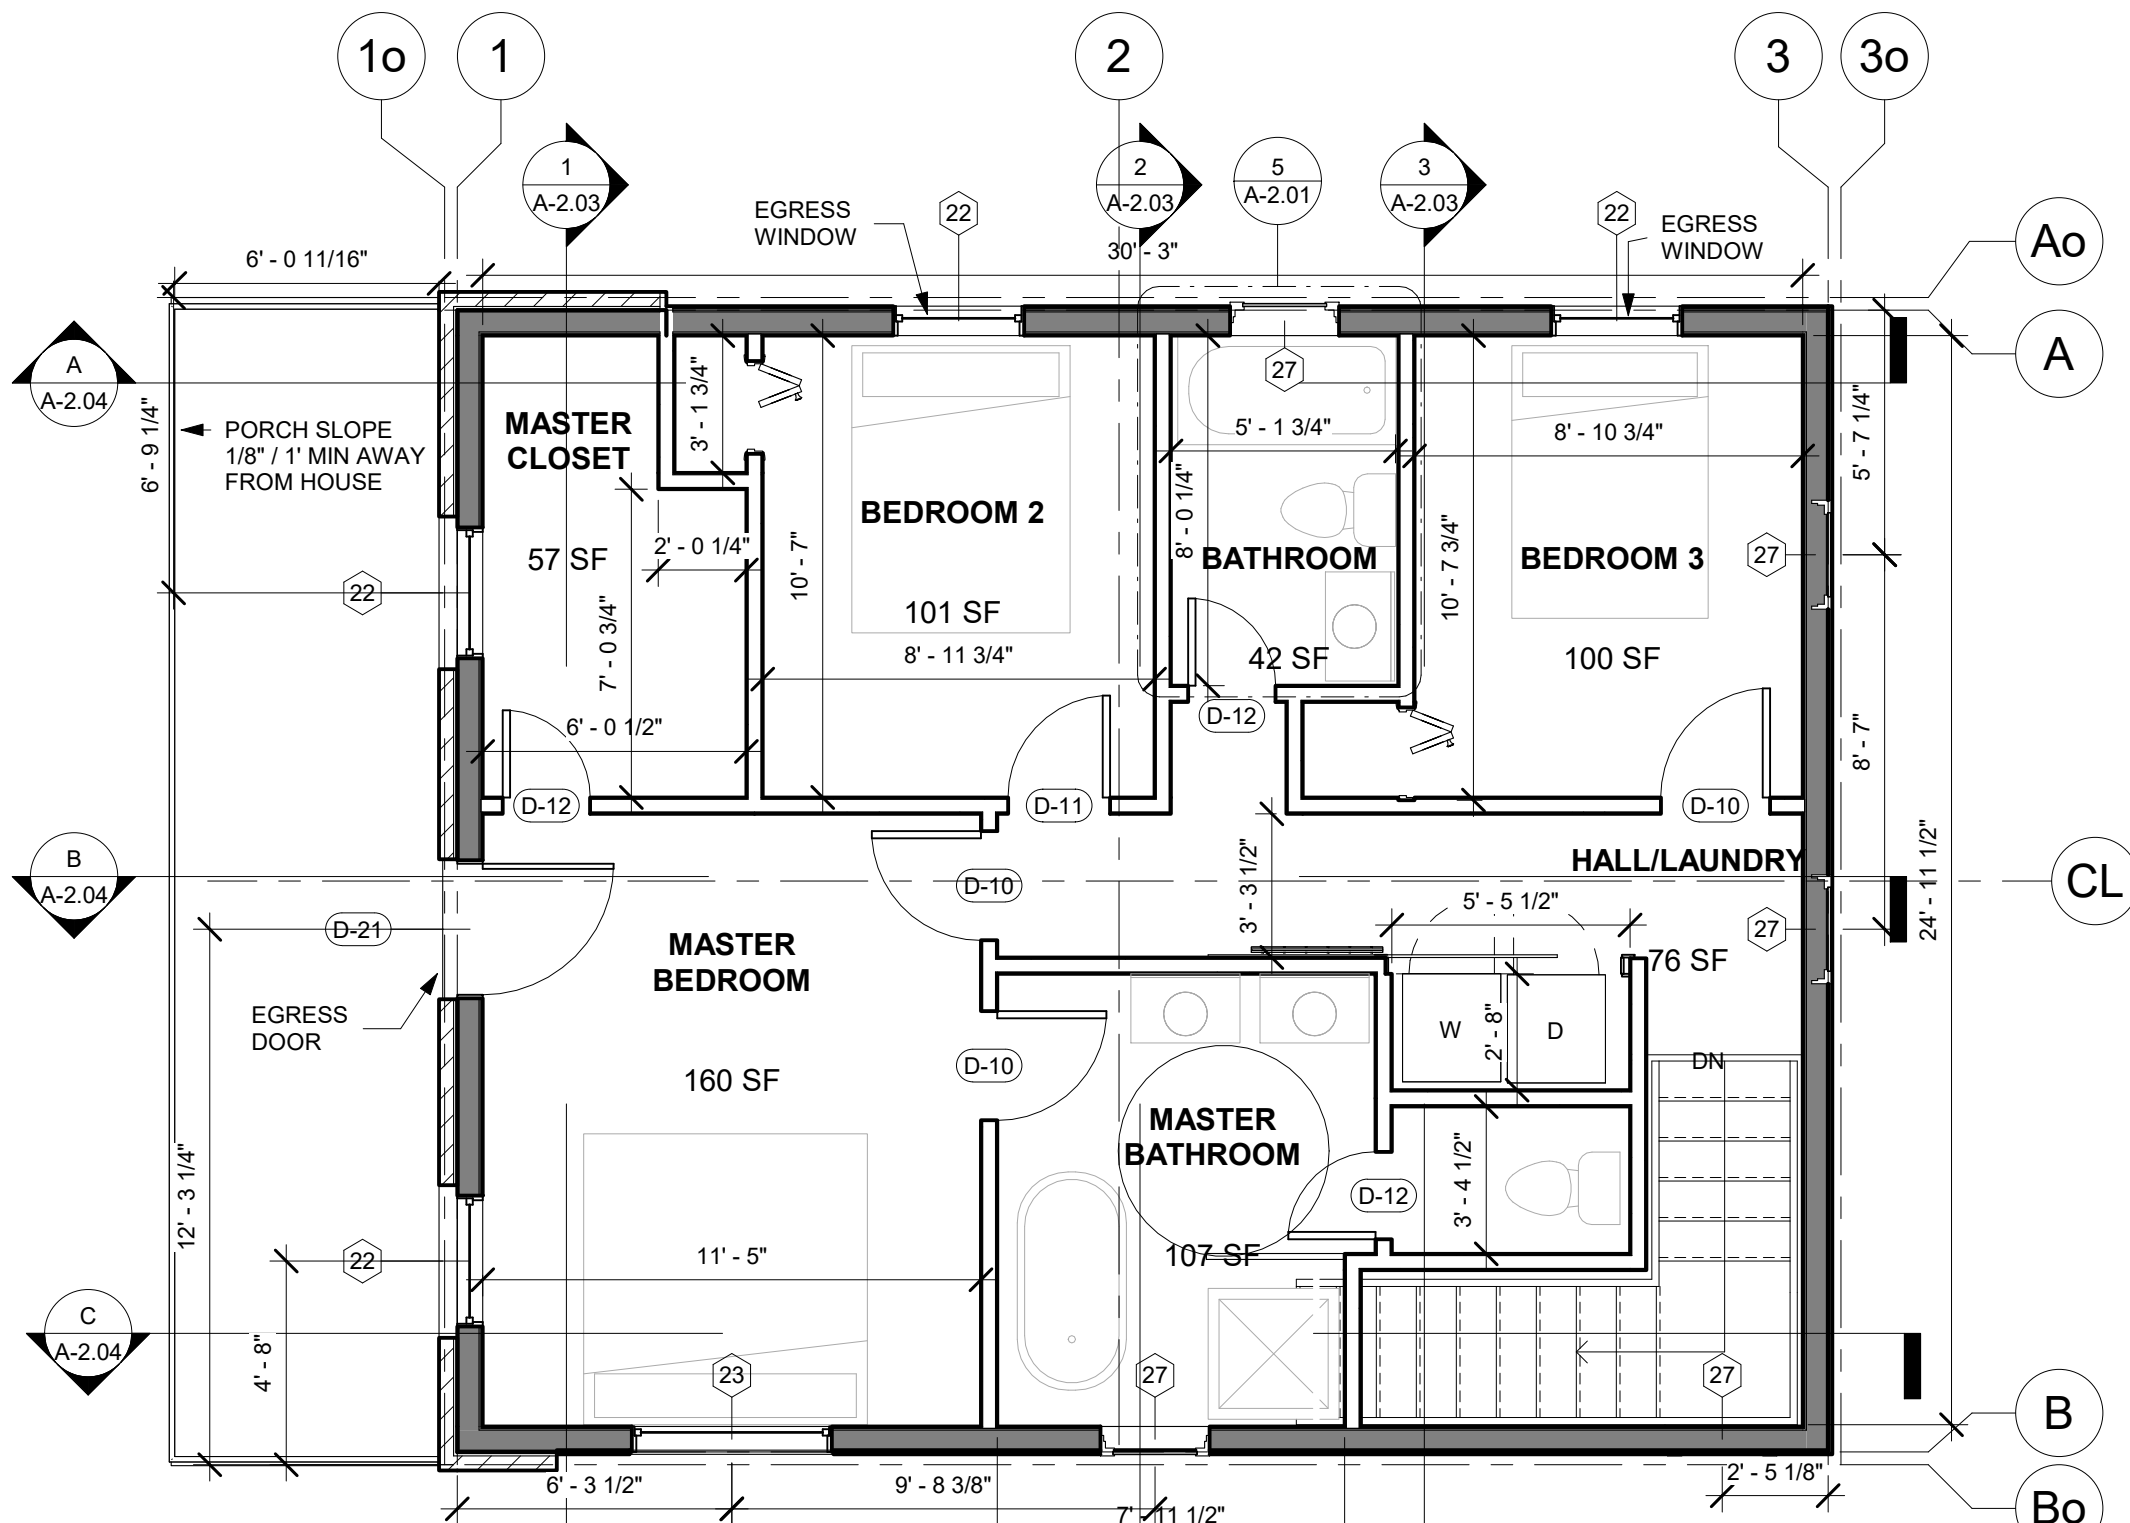 1o
1
2
3
3o
1
A-2.03
2
A-2.03
5
A-2.01
3
A-2.03
EGRESS
WINDOW
22
22
EGRESS
WINDOW
Ao
6' - 0 11/16"
30' - 3"
A
A
A-2.04
27
3' - 1 3/4"
5' - 7 1/4"
6' - 9 1/4"
PORCH SLOPE
1/8" / 1' MIN AWAY
FROM HOUSE
MASTER
CLOSET
5' - 1 3/4"
8' - 10 3/4"
BEDROOM 2
8' - 0 1/4"
57 SF
2' - 0 1/4"
10' - 7"
BATHROOM
10' - 7 3/4"
BEDROOM 3
27
22
101 SF
7' - 0 3/4"
8' - 11 3/4"
42 SF
100 SF
6' - 0 1/2"
D-12
8' - 7"
D-12
D-11
D-10
B
A-2.04
HALL/LAUNDRY
D-10
3' - 3 1/2"
5' - 5 1/2"
24' - 11 1/2"
CL
D-21
27
MASTER
BEDROOM
76 SF
EGRESS
DOOR
W
2' - 8"
D
DN
160 SF
D-10
MASTER
BATHROOM
12' - 3 1/4"
D-12
3' - 4 1/2"
22
11' - 5"
107 SF
C
A-2.04
4' - 8"
23
27
27
B
6' - 3 1/2"
9' - 8 3/8"
7' - 11 1/2"
2' - 5 1/8"
Bo